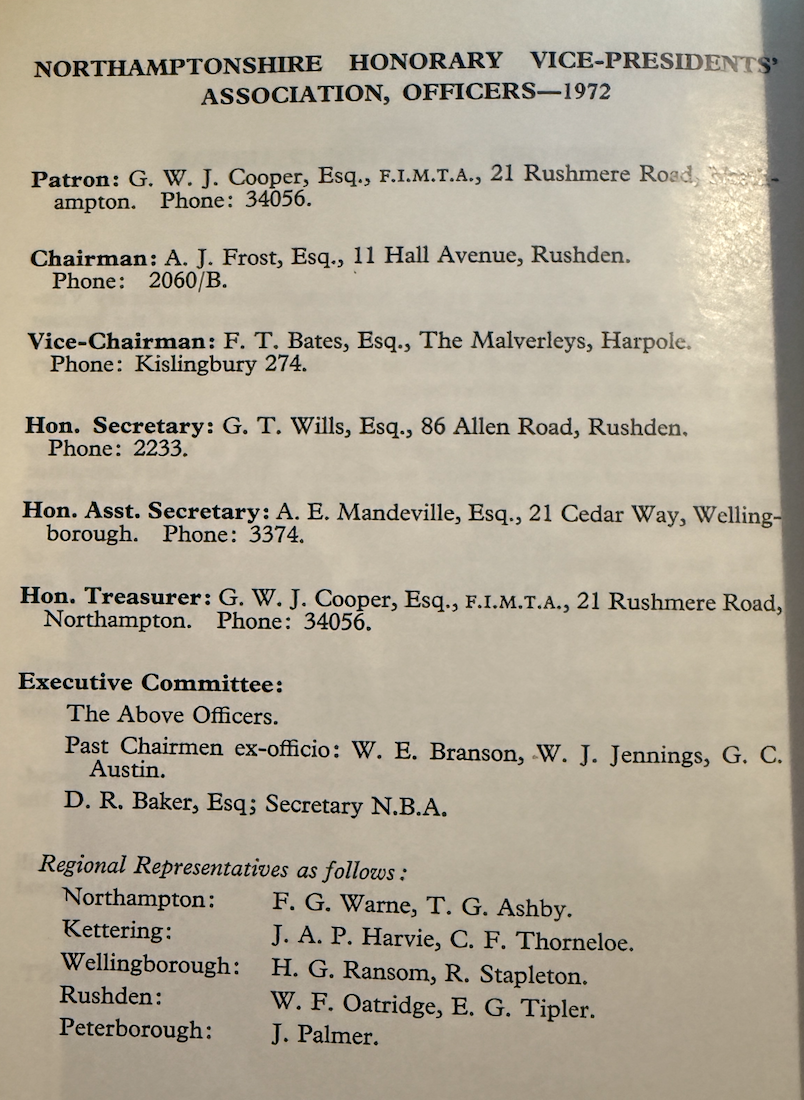 NORTHAMPTONSHIRE HONORARY VICE-PRESIDENTS'
ASSOCIATION, OFFICERS—1972
Patron: G. W. J. Cooper, Esq., F.I.M.T.A., 21 Rushmere Road,
ampton. Phone: 34056.
Chairman: A. J. Frost, Esq., 11 Hall Avenue, Rushden.
Phone: 2060/B.
Vice-Chairman: F. T. Bates, Esq., The Malverleys, Harpole.
Phone: Kislingbury 274.
Hon. Secretary: G. T. Wills, Esq., 86 Allen Road, Rushden.
Phone: 2233.
Hon. Asst. Secretary: A. E. Mandeville, Esq., 21 Cedar Way, Welling-
borough. Phone: 3374.
Hon. Treasurer: G. W. J. Cooper, Esq., F.I.M.T.A., 21 Rushmere Road,
Northampton. Phone: 34056.
Executive Committee:
The Above Officers.
Past Chairmen ex-officio: W. E. Branson, W. J. Jennings, G. C.
Austin.
D. R. Baker, Esq; Secretary N.B.A.
Regional Representatives as follows:
Northampton: F. G. Warne, T. G. Ashby.
Kettering: J. A. P. Harvie, C. F. Thorneloe.
Wellingborough: H. G. Ransom, R. Stapleton.
Rushden: W. F. Oatridge, E. G. Tipler.
Peterborough: J. Palmer.